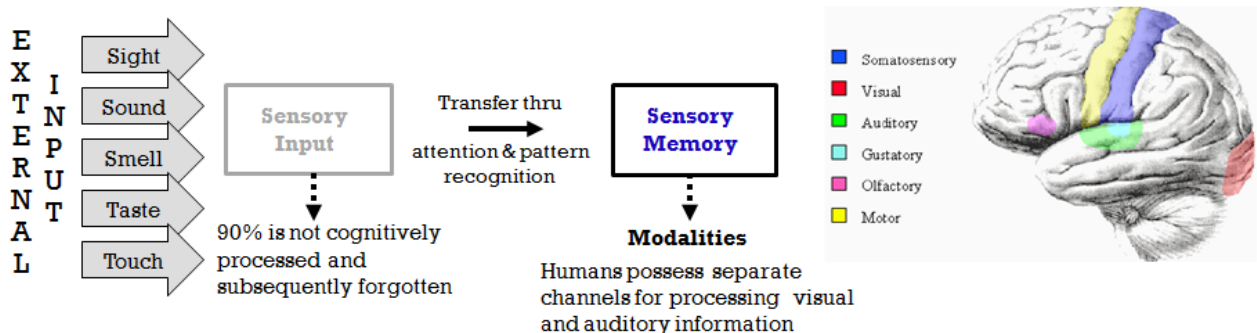 EXTERNAL
INPUT
Sight
Sound
Smell
Taste
Touch
Sensory
Input
90% is not cognitively
processed and
subsequently forgotten
Transfer thru
attention & pattern
recognition
Sensory
Memory
Modalities
Humans possess separate
channels for processing visual
and auditory information
Somatosensory
Visual
Auditory
Gustatory
Olfactory
Motor